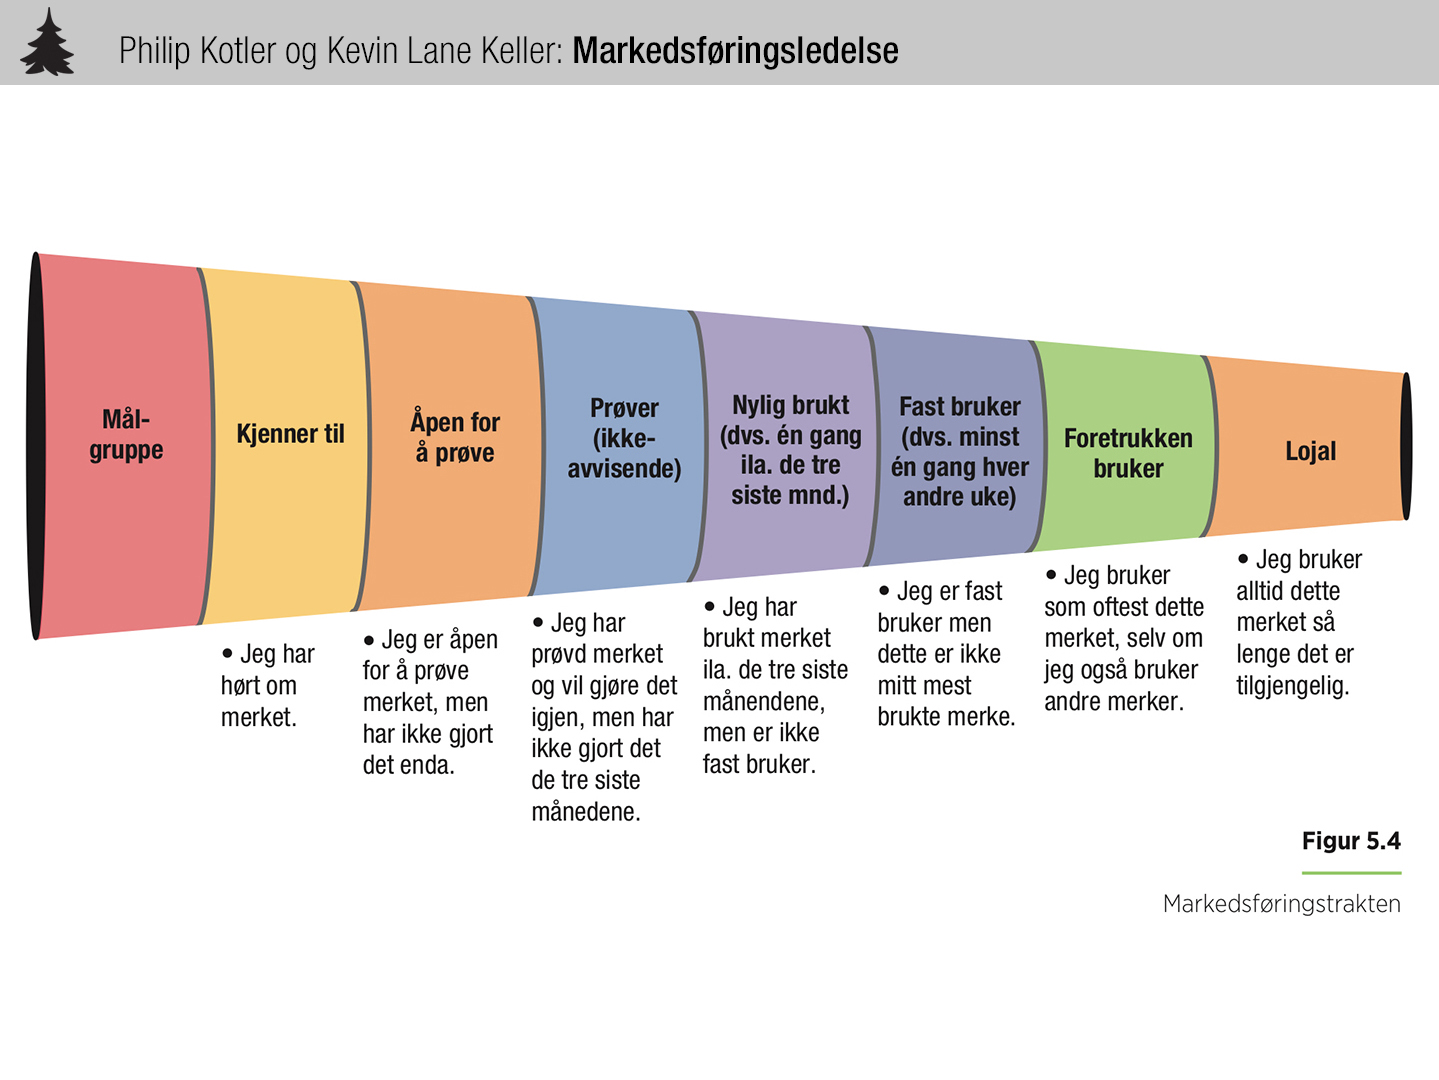 Philip Kotler og Kevin Lane Keller: Markedsføringsledelse
Mål-
gruppe
Kjenner til
Åpen for
å prøve
Prøver
(ikke-
avvisende)
Nylig brukt
(dvs. én gang
ila. de tre
siste mnd.)
Fast bruker
(dvs. minst
én gang hver
andre uke)
Foretrukken
bruker
Lojal
• Jeg har
hørt om
merket.
• Jeg er åpen
for å prøve
merket, men
har ikke gjort
det enda.
• Jeg har
prøvd merket
og vil gjøre det
igjen, men har
ikke gjort det
de tre siste
månedene.
• Jeg har
brukt merket
ila. de tre siste
månendene,
men er ikke
fast bruker.
• Jeg er fast
bruker men
dette er ikke
mitt mest
brukte merke.
• Jeg bruker
som oftest dette
merket, selv om
jeg også bruker
andre merker.
• Jeg bruker
alltid dette
merket så
lenge det er
tilgjengelig.
Figur 5.4
Markedsføringstrakten